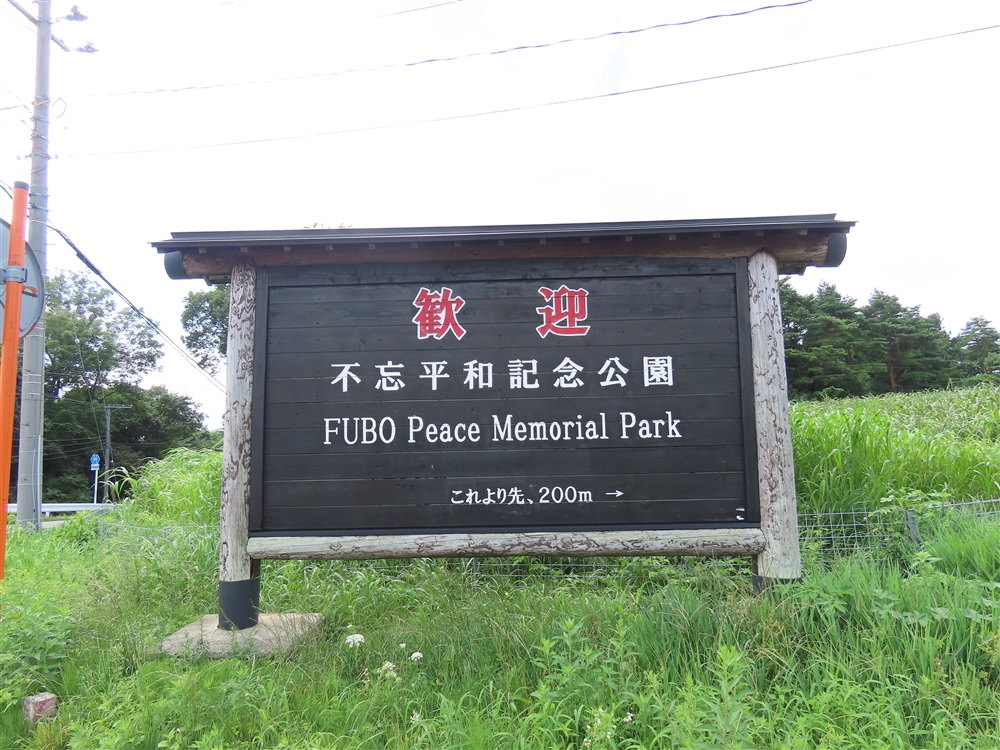 歓迎
不忘平和記念公園
FUBO Peace Memorial Park
これより先、200m →